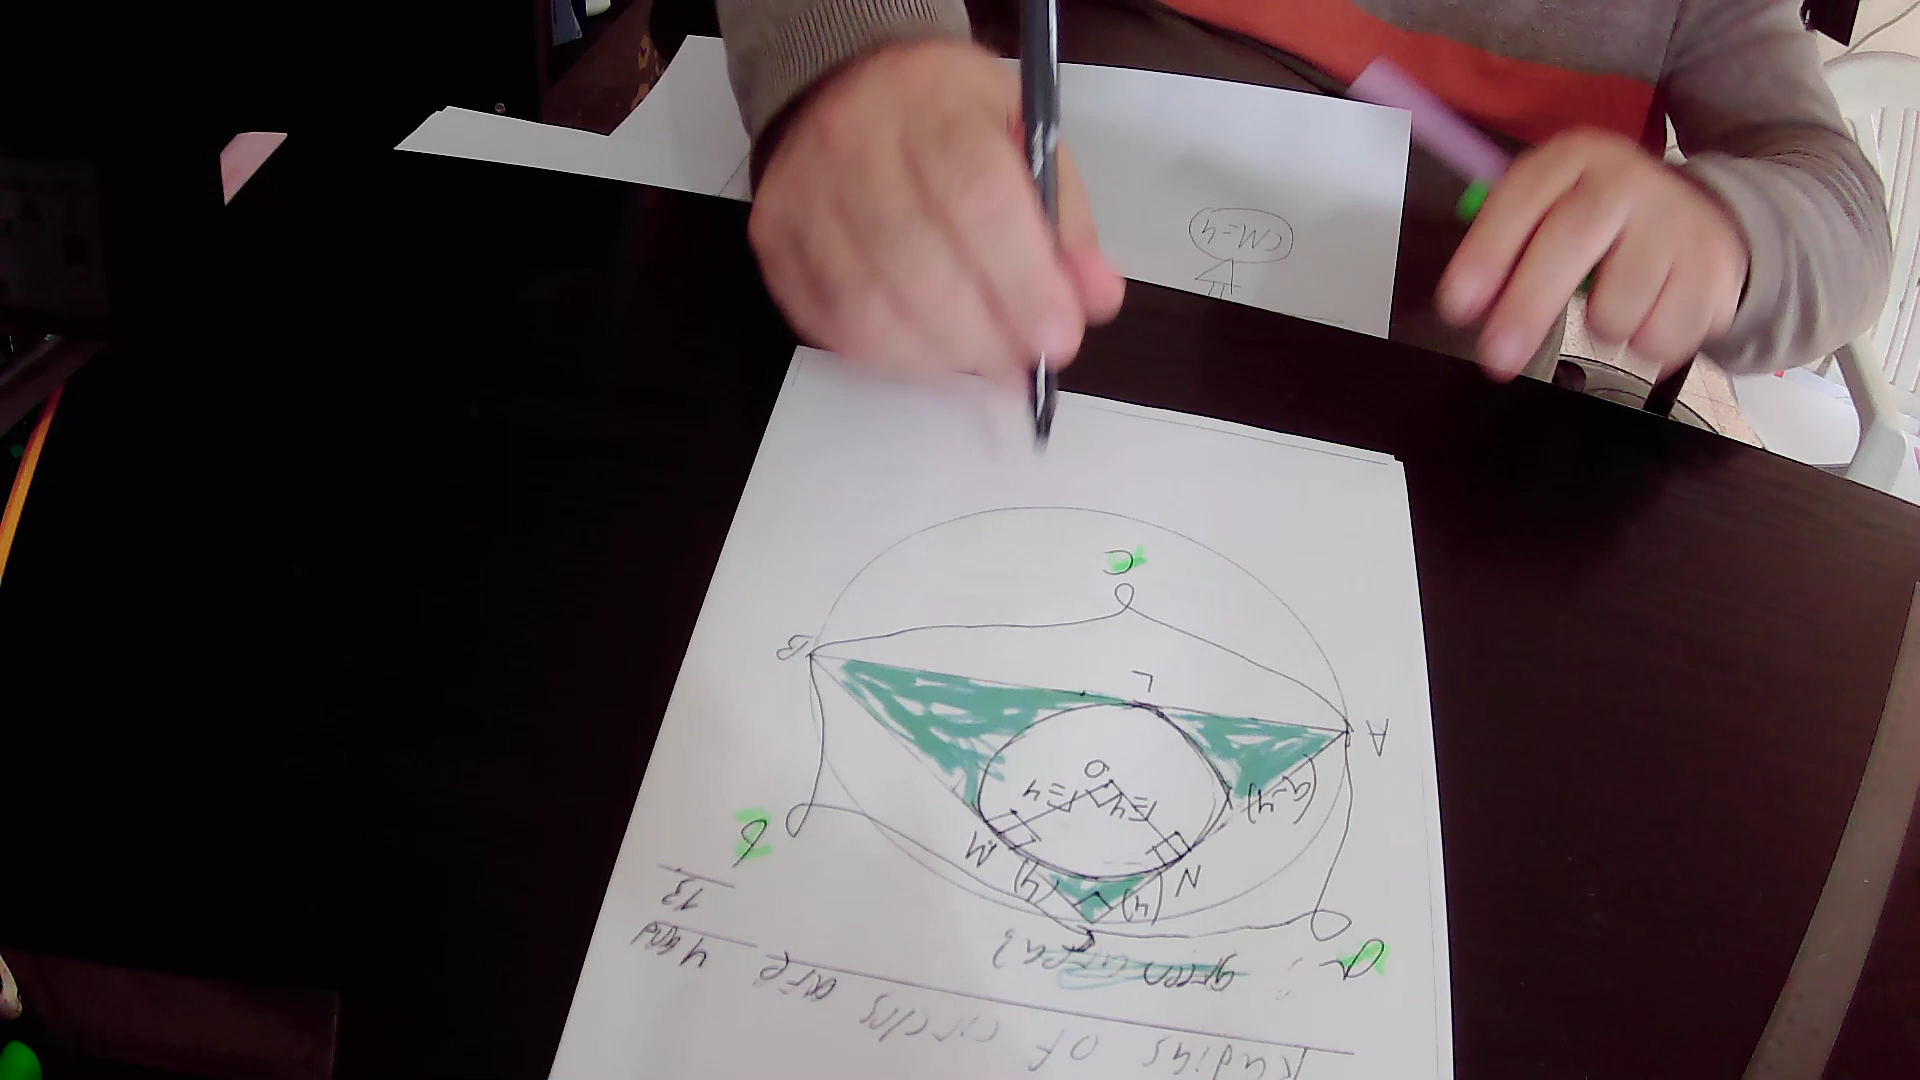 Radius of circles are 4 and
13
green area?
a
C
b
A
B
L
(a-4)
O
r=4
r=4
N
M
(4)
(4)
CM=4